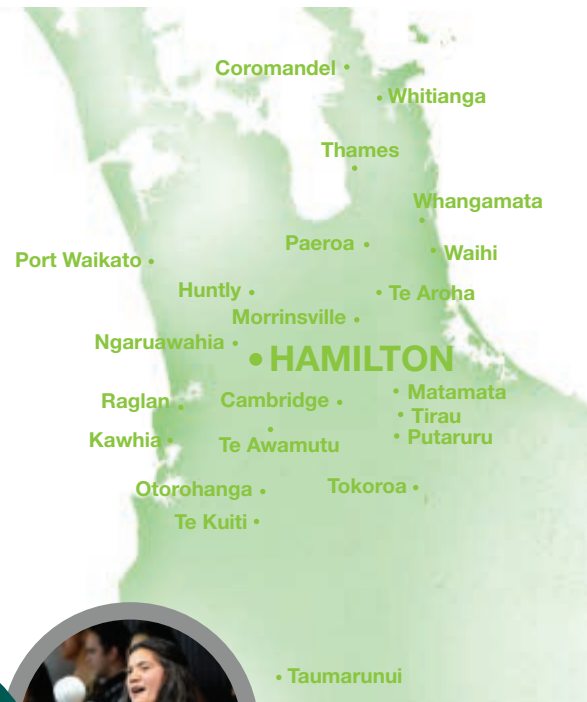 Coromandel
Whitianga
Thames
Whangamata
Paeroa
Waihi
Port Waikato
Huntly
Te Aroha
Morrinsville
Ngaruawahia
HAMILTON
Matamata
Raglan
Cambridge
Tirau
Kawhia
Te Awamutu
Putaruru
Otorohanga
Tokoroa
Te Kuiti
Taumarunui